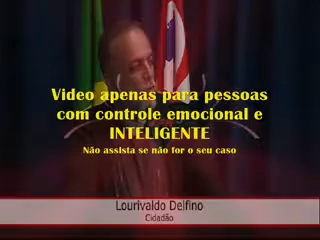 Video apenas para pessoas
com controle emocional e
INTELIGENTE
Não assista se não for o seu caso
Lourivaldo Delfino
Cidadão